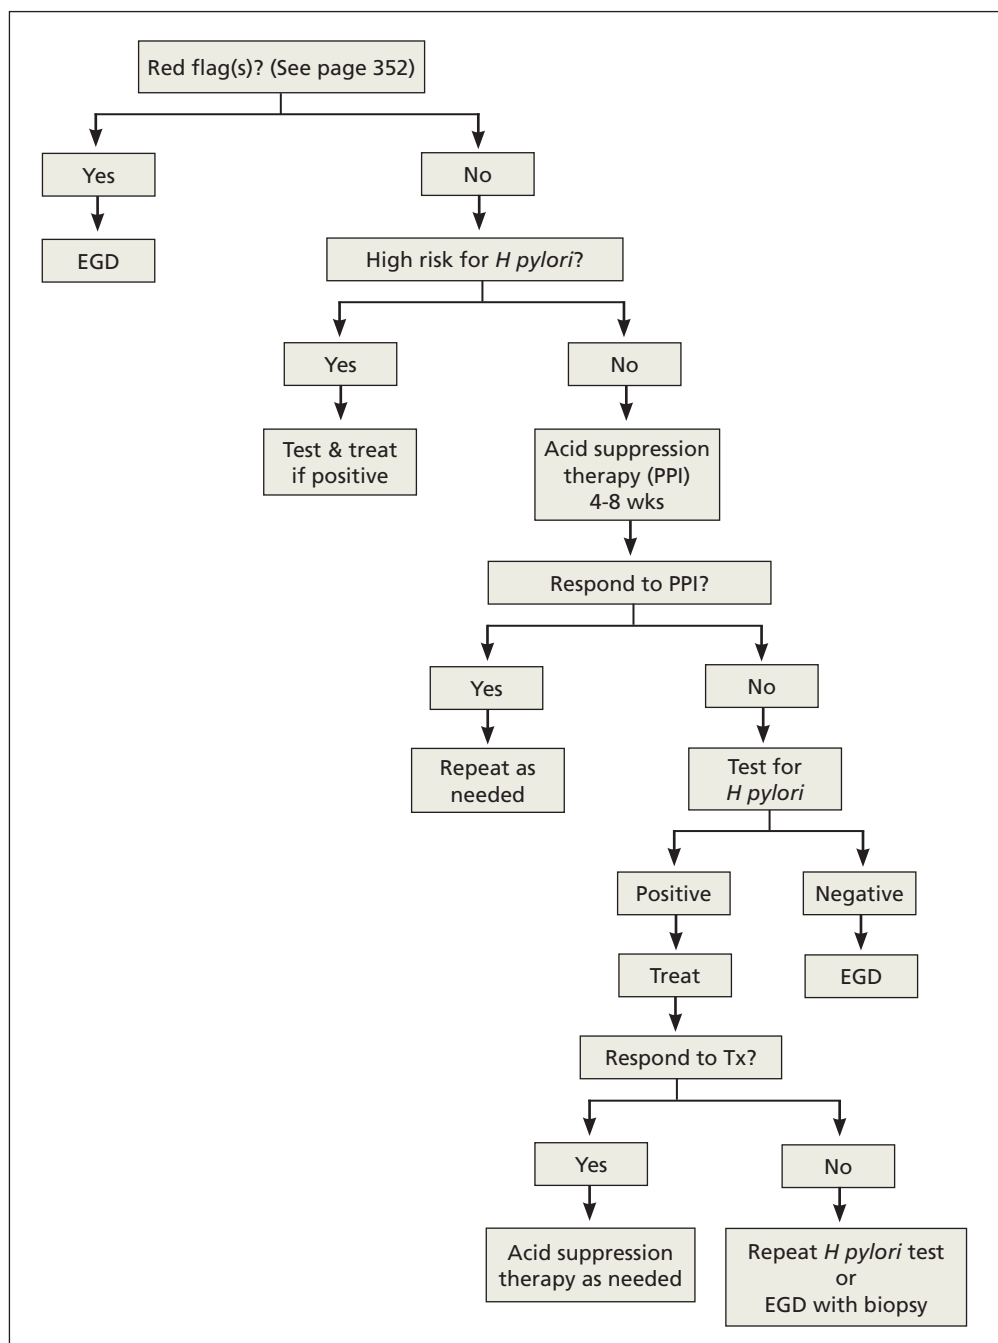 Red flag(s)? (See page 352)
Yes
No
EGD
High risk for H pylori?
Yes
No
Test & treat
if positive
Acid suppression
therapy (PPI)
4-8 wks
Respond to PPI?
Yes
No
Repeat as
needed
Test for
H pylori
Positive
Negative
Treat
EGD
Respond to Tx?
Yes
No
Acid suppression
therapy as needed
Repeat H pylori test
or
EGD with biopsy